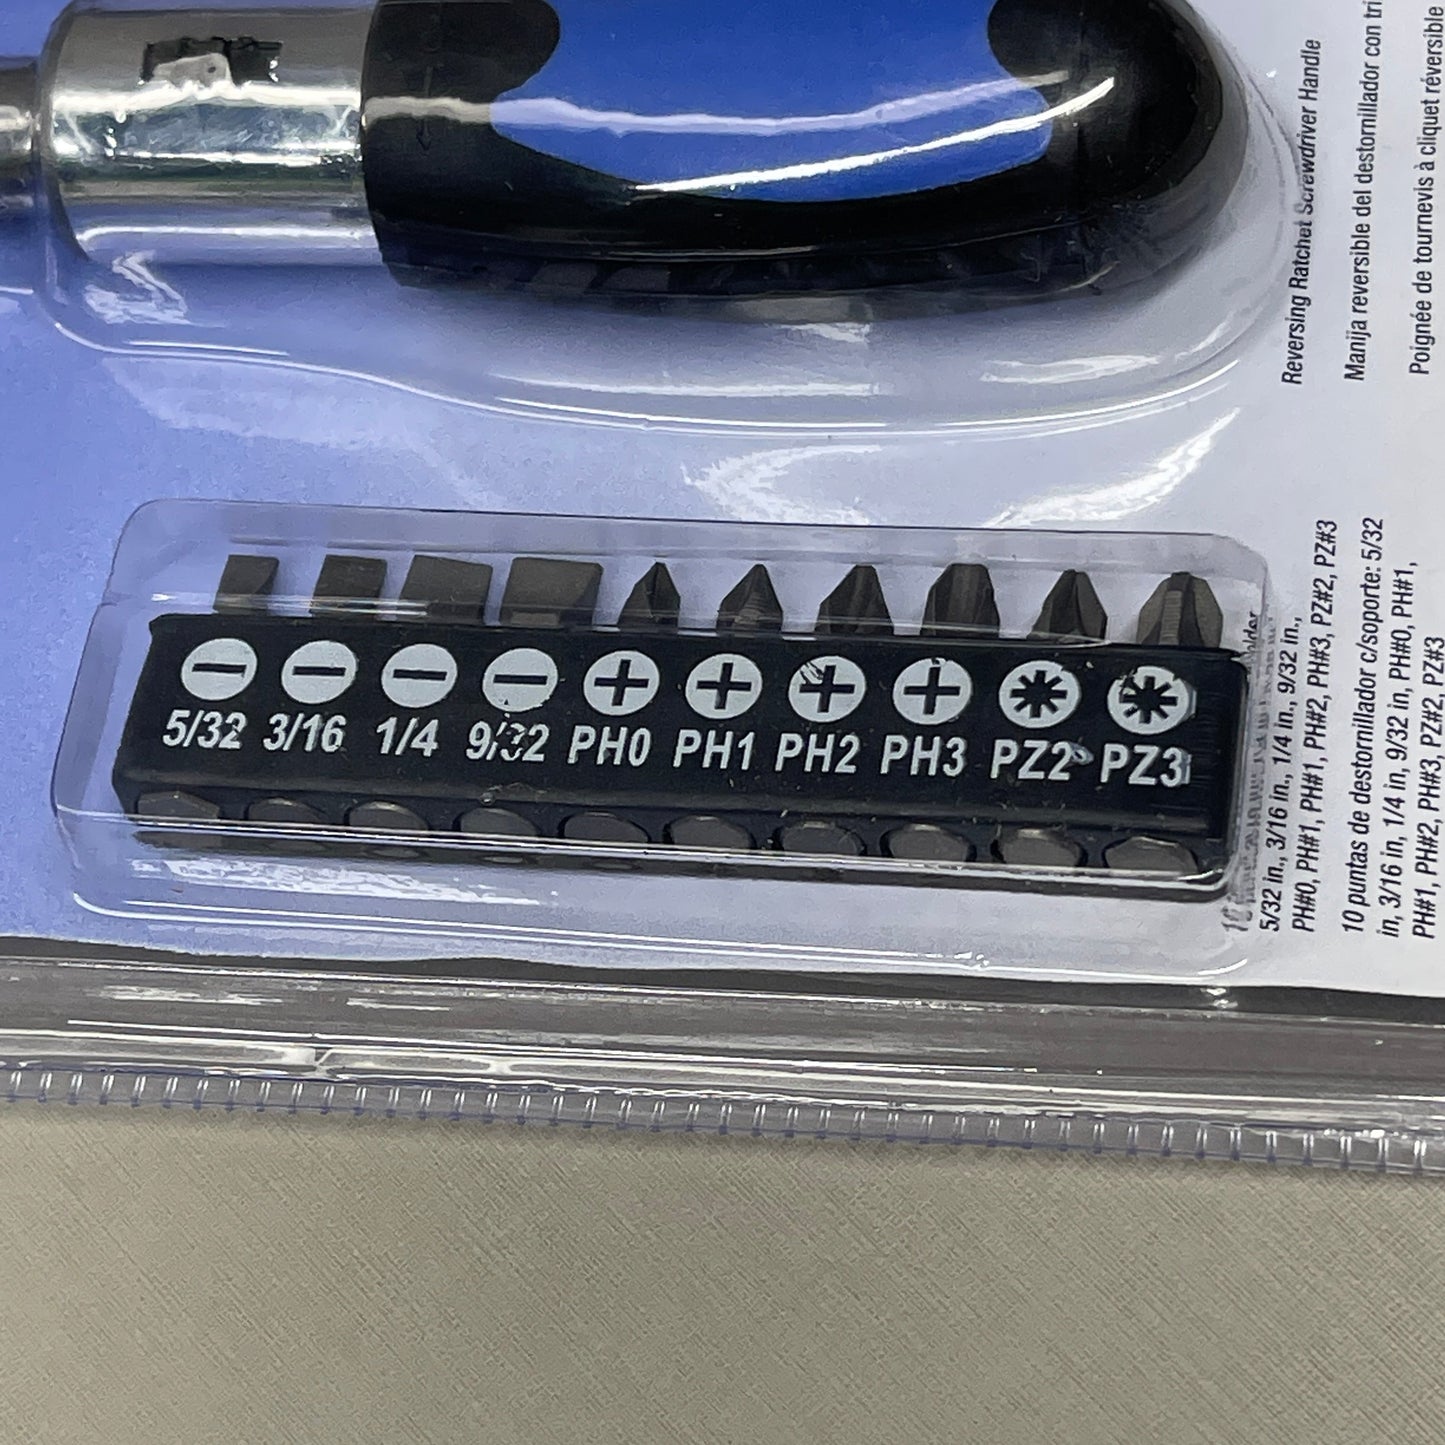 Reversing Ratchet Screwdriver Handle
Manija reversible del destornillador con tri
Poignée de tournevis à cliquet réversible
5/32 3/16 1/4 9/32 PH0 PH1 PH2 PH3 PZ2 PZ3
5/32 in., 3/16 in., 1/4 in., 9/32 in.,
PH#0, PH#1, PH#1, PH#2, PH#3, PZ#2, PZ#3
10 puntas de destornillador c/soporte: 5/32
in, 3/16 in, 1/4 in, 9/32 in, PH#0, PH#1,
PH#1, PH#2, PH#3, PZ#2, PZ#3